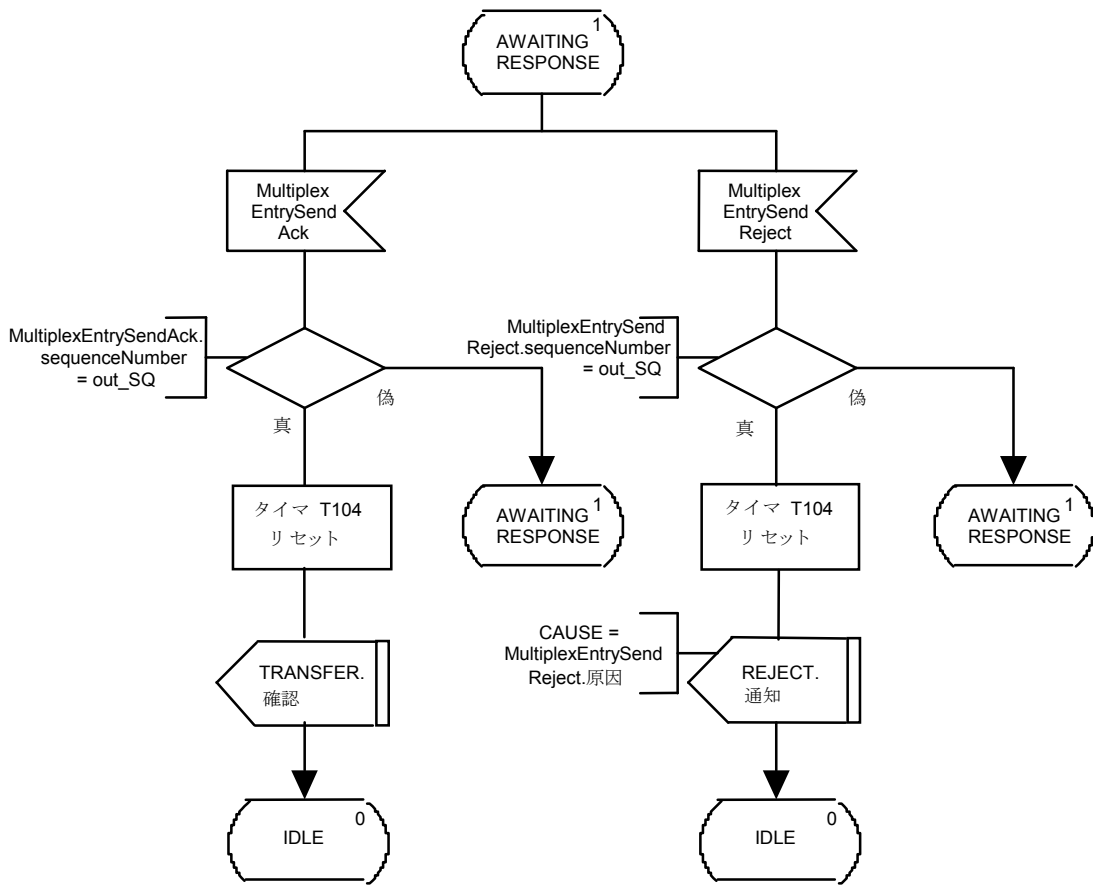 1
AWAITING
RESPONSE
Multiplex
EntrySend
Ack
Multiplex
EntrySend
Reject
MultiplexEntrySendAck.
sequenceNumber
= out_SQ
偽
真
MultiplexEntrySend
Reject.sequenceNumber
= out_SQ
偽
真
タイマ T104
リセット
AWAITING 1
RESPONSE
タイマ T104
リセット
AWAITING 1
RESPONSE
TRANSFER.
確認
CAUSE =
MultiplexEntrySend
Reject.原因
REJECT.
通知
0
IDLE
0
IDLE